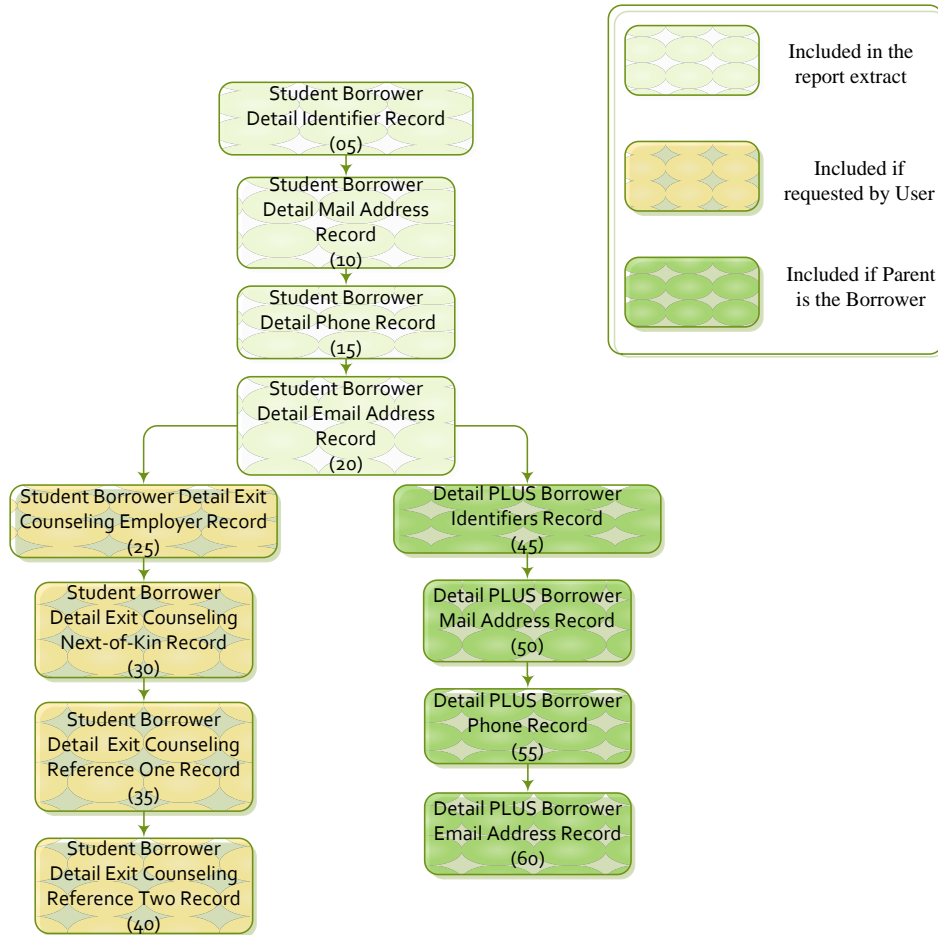 Included in the
report extract
Included if
requested by User
Included if Parent
is the Borrower
Student Borrower
Detail Identifier Record
(05)
Student Borrower
Detail Mail Address
Record
(10)
Student Borrower
Detail Phone Record
(15)
Student Borrower
Detail Email Address
Record
(20)
Student Borrower Detail Exit
Counseling Employer Record
(25)
Student Borrower
Detail Exit Counseling
Next-of-Kin Record
(30)
Student Borrower
Detail Exit Counseling
Reference One Record
(35)
Student Borrower
Detail Exit Counseling
Reference Two Record
(40)
Detail PLUS Borrower
Identifiers Record
(45)
Detail PLUS Borrower
Mail Address Record
(50)
Detail PLUS Borrower
Phone Record
(55)
Detail PLUS Borrower
Email Address Record
(60)